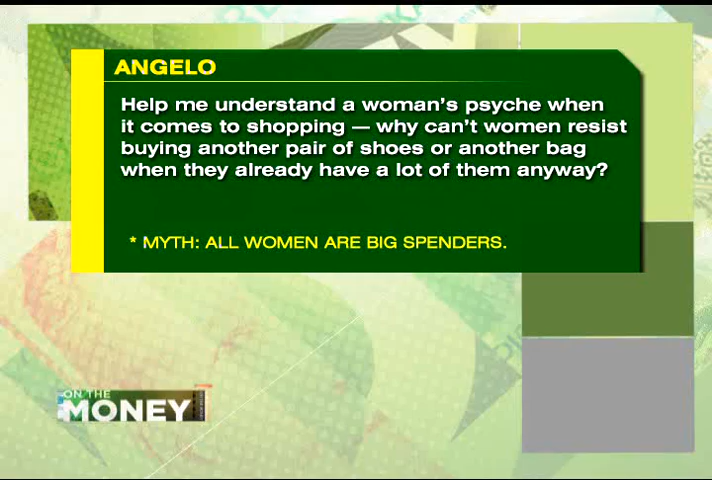 ANGELO
Help me understand a woman's psyche when
it comes to shopping — why can't women resist
buying another pair of shoes or another bag
when they already have a lot of them anyway?
* MYTH: ALL WOMEN ARE BIG SPENDERS.
ON THE
MONEY